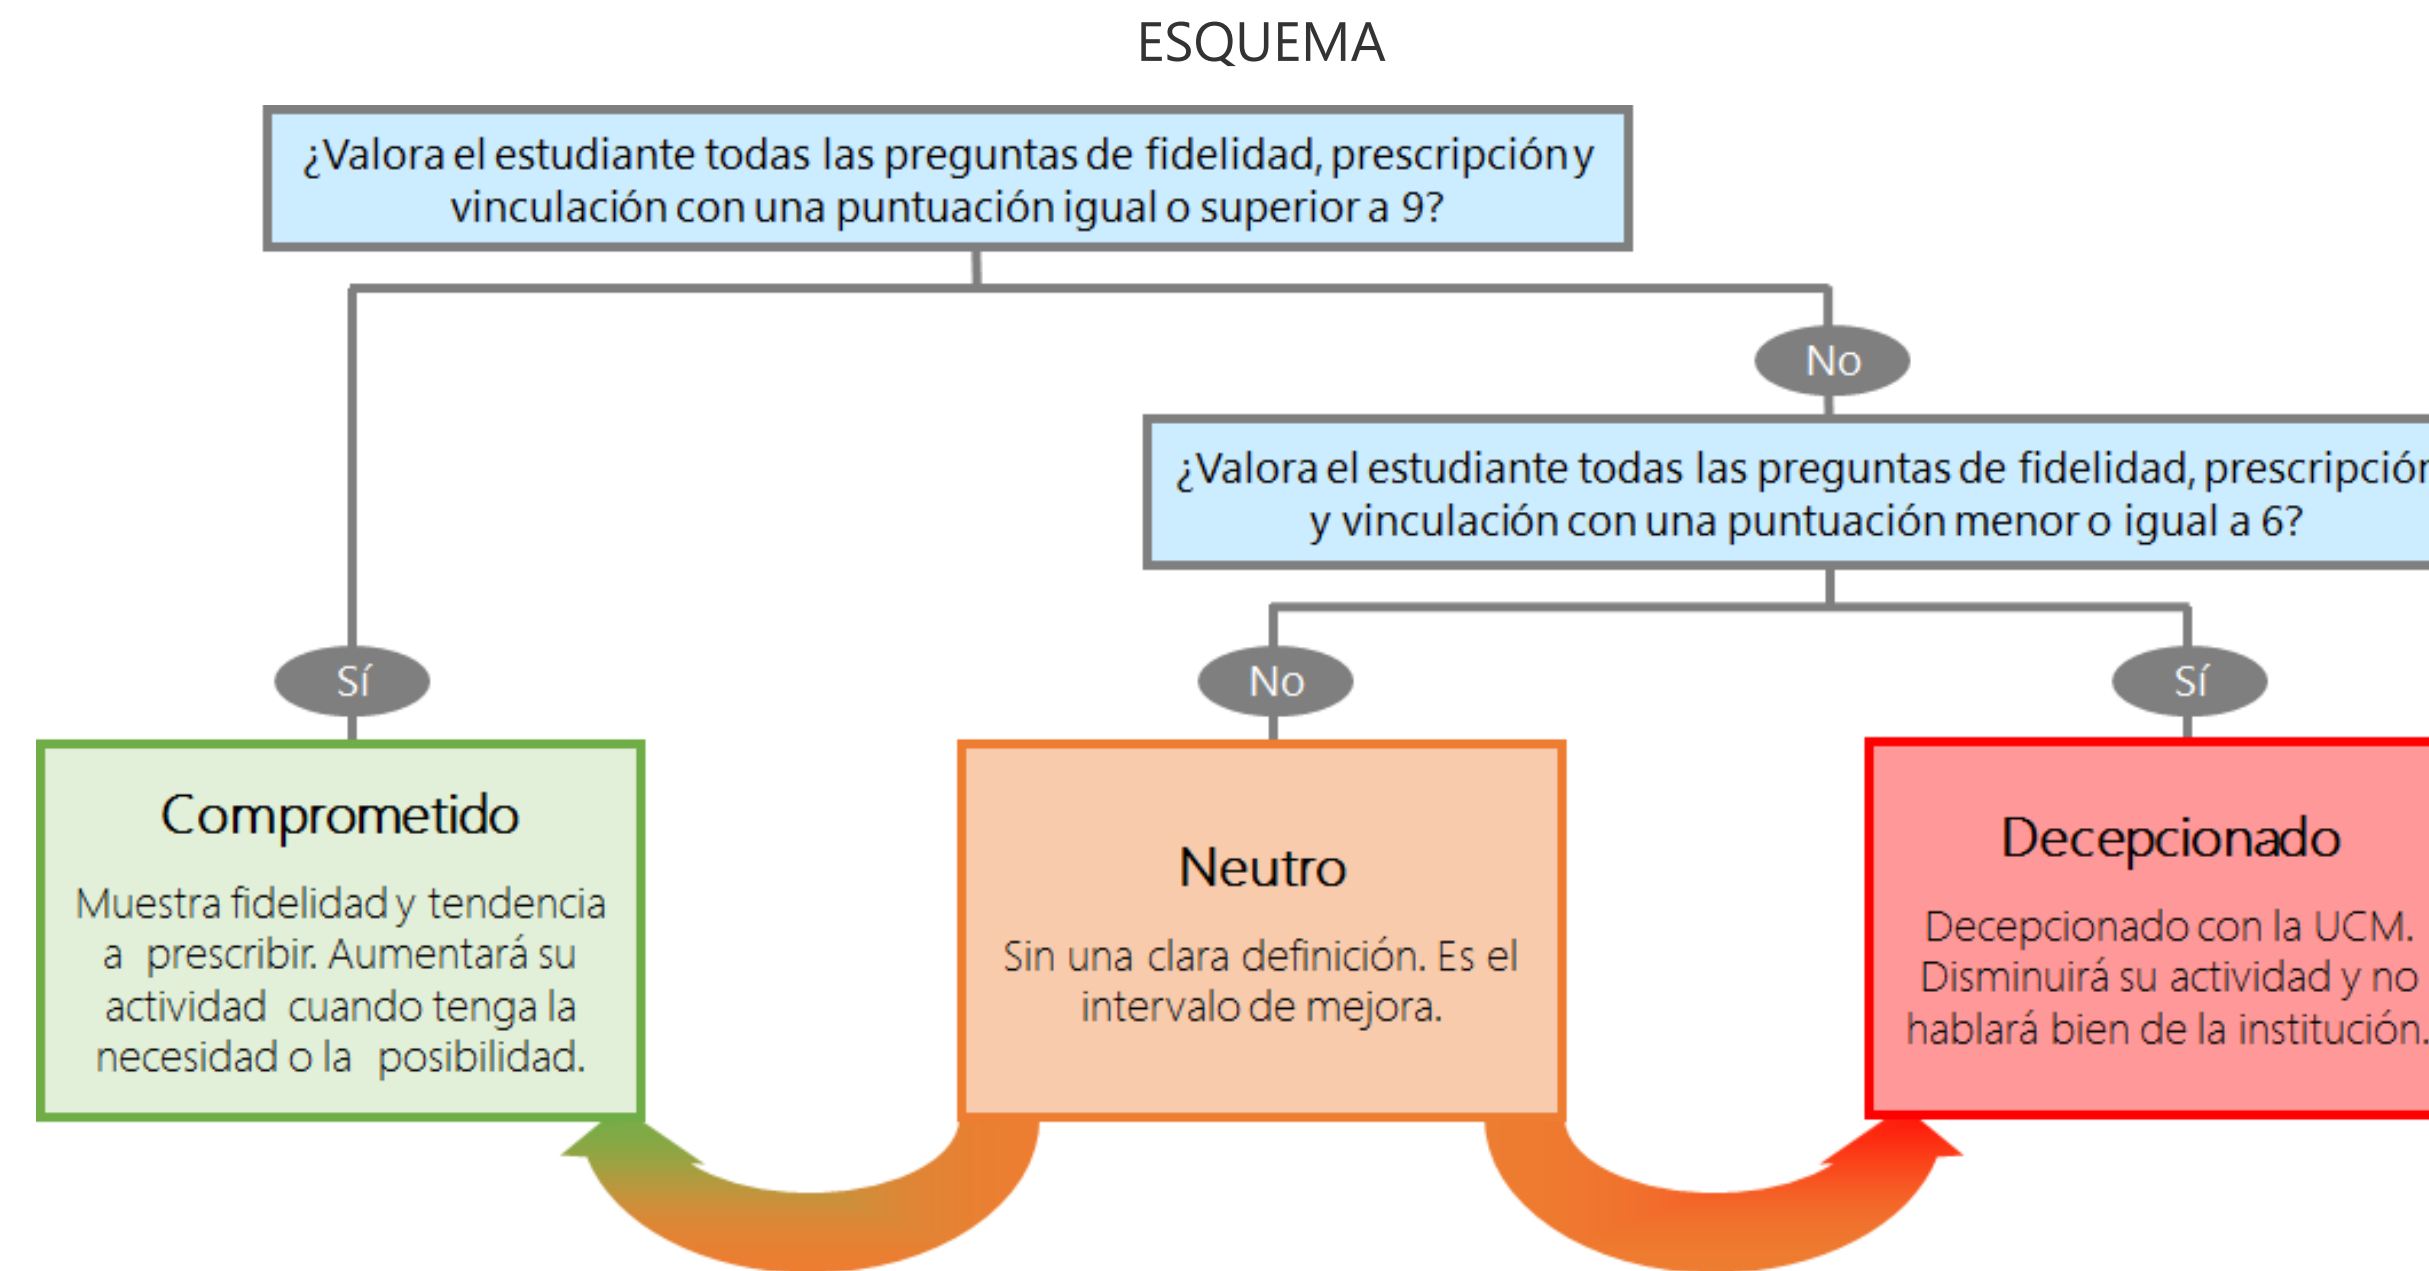 ESQUEMA
¿Valora el estudiante todas las preguntas de fidelidad, prescripción y
vinculación con una puntuación igual o superior a 9?
No
¿Valora el estudiante todas las preguntas de fidelidad, prescripción
y vinculación con una puntuación menor o igual a 6?
Sí
No
Sí
Comprometido
Muestra fidelidad y tendencia
a prescribir. Aumentará su
actividad cuando tenga la
necesidad o la posibilidad.
Neutro
Sin una clara definición. Es el
intervalo de mejora.
Decepcionado
Decepcionado con la UCM.
Disminuirá su actividad y no
hablará bien de la institución.